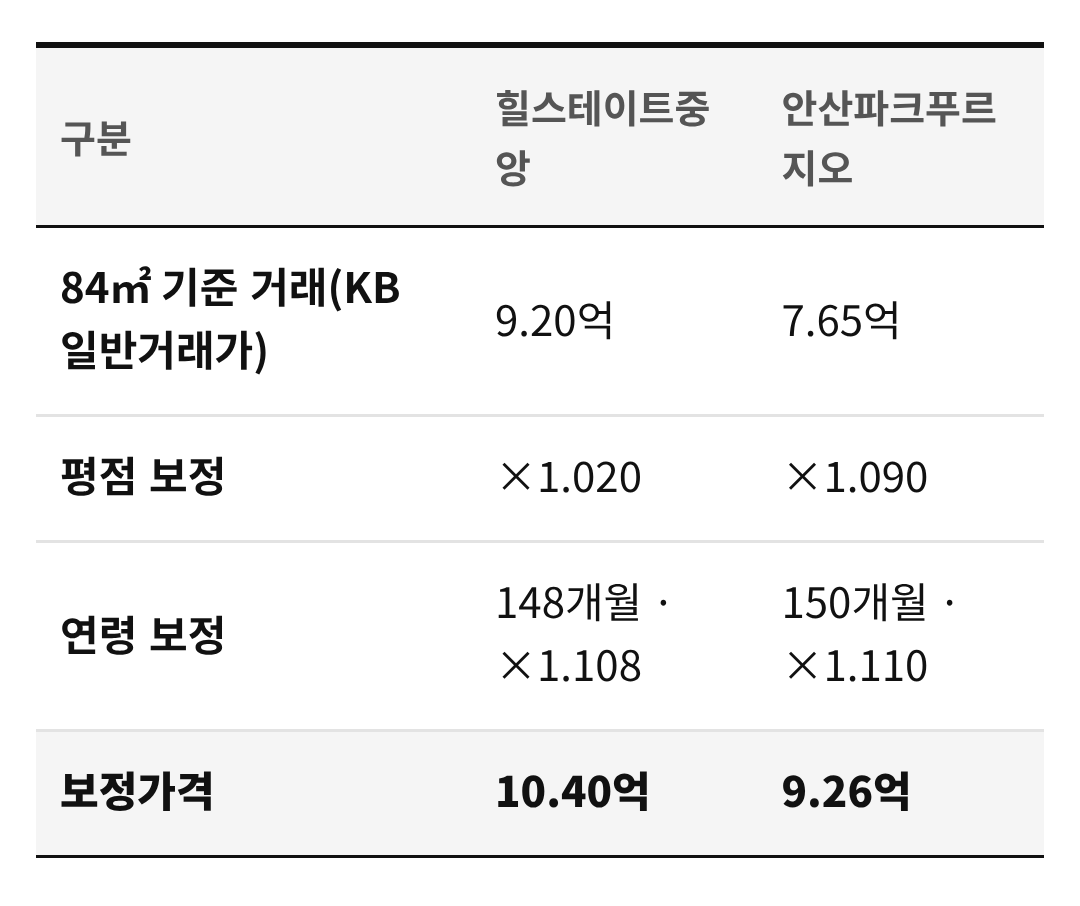 구분
힐스테이트중
앙
안산파크푸르
지오
84㎡ 기준 거래(KB
일반거래가)
9.20억
7.65억
평점 보정
×1.020
×1.090
연령 보정
148개월 ·
×1.108
150개월 ·
×1.110
보정가격
10.40억
9.26억